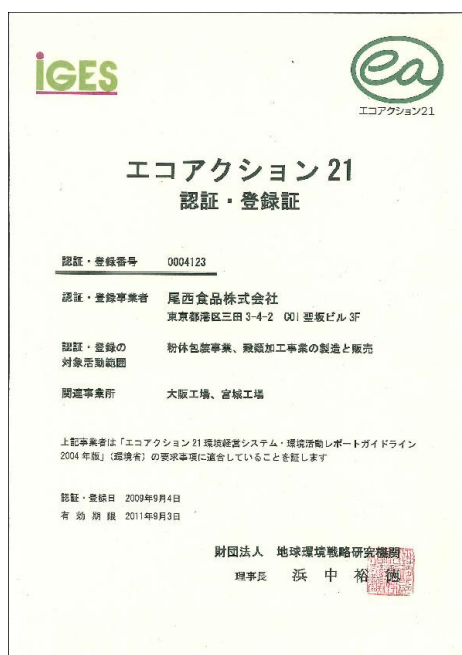 iGES
ea
エコアクション21
エコアクション21
認証・登録証
認証・登録番号 0004123
認証・登録事業者 尾西食品株式会社
東京都港区三田 3-4-2 COI 聖坂ビル 3F
認証・登録の 粉体包装事業、穀類加工事業の製造と販売
対象活動範囲
関連事業所 大阪工場、宮城工場
上記事業者は「エコアクション21環境経営システム・環境活動レポートガイドライン
2004年版」(環境省)の要求事項に適合していることを証します
認証・登録日 2009年9月4日
有効期限 2011年9月3日
財団法人 地球環境戦略研究機関
理事長 浜中裕徳